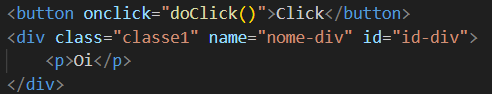 <button onclick="doClick()">Click</button>
<div class="classe1" name="nome-div" id="id-div">
    <p>Oi</p>
</div>